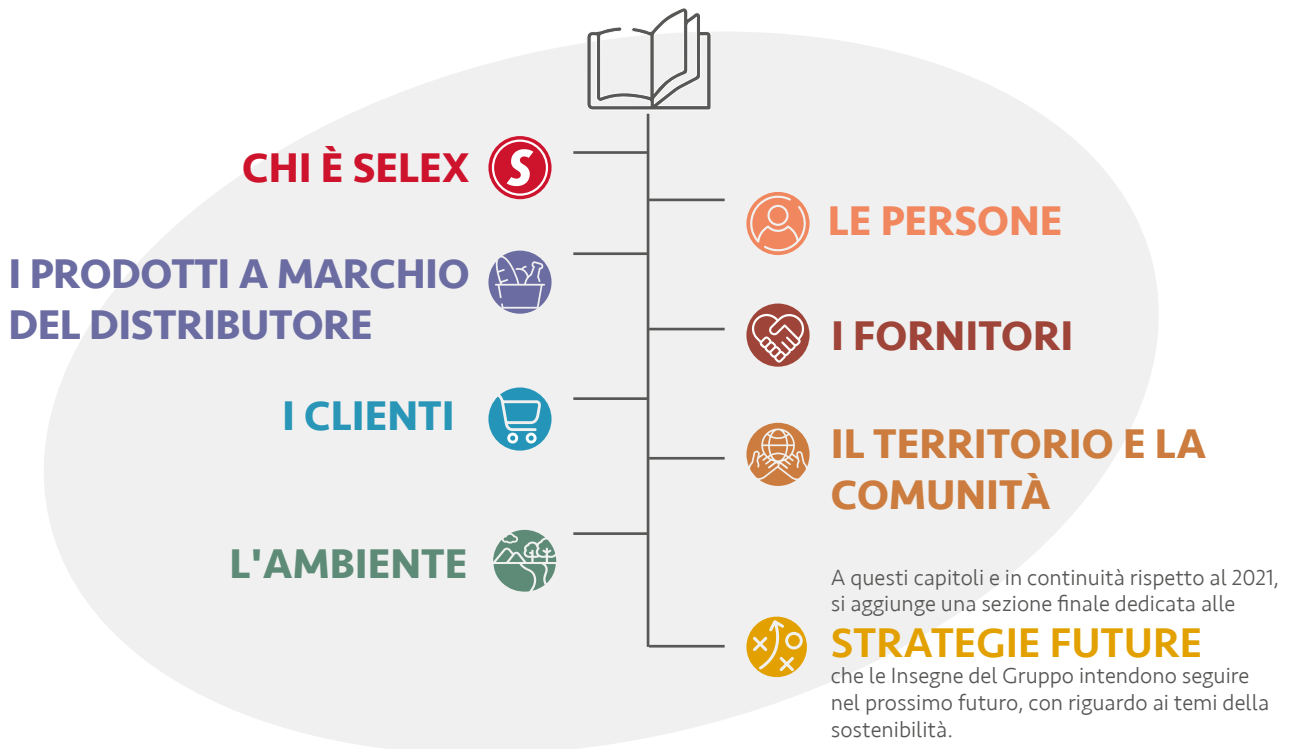 CHI È SELEX
S
LE PERSONE
I PRODOTTI A MARCHIO
DEL DISTRIBUTORE
I FORNITORI
I CLIENTI
IL TERRITORIO E LA
COMUNITÀ
L'AMBIENTE
A questi capitoli e in continuità rispetto al 2021,
si aggiunge una sezione finale dedicata alle
STRATEGIE FUTURE
che le Insegne del Gruppo intendono seguire
nel prossimo futuro, con riguardo ai temi della
sostenibilità.